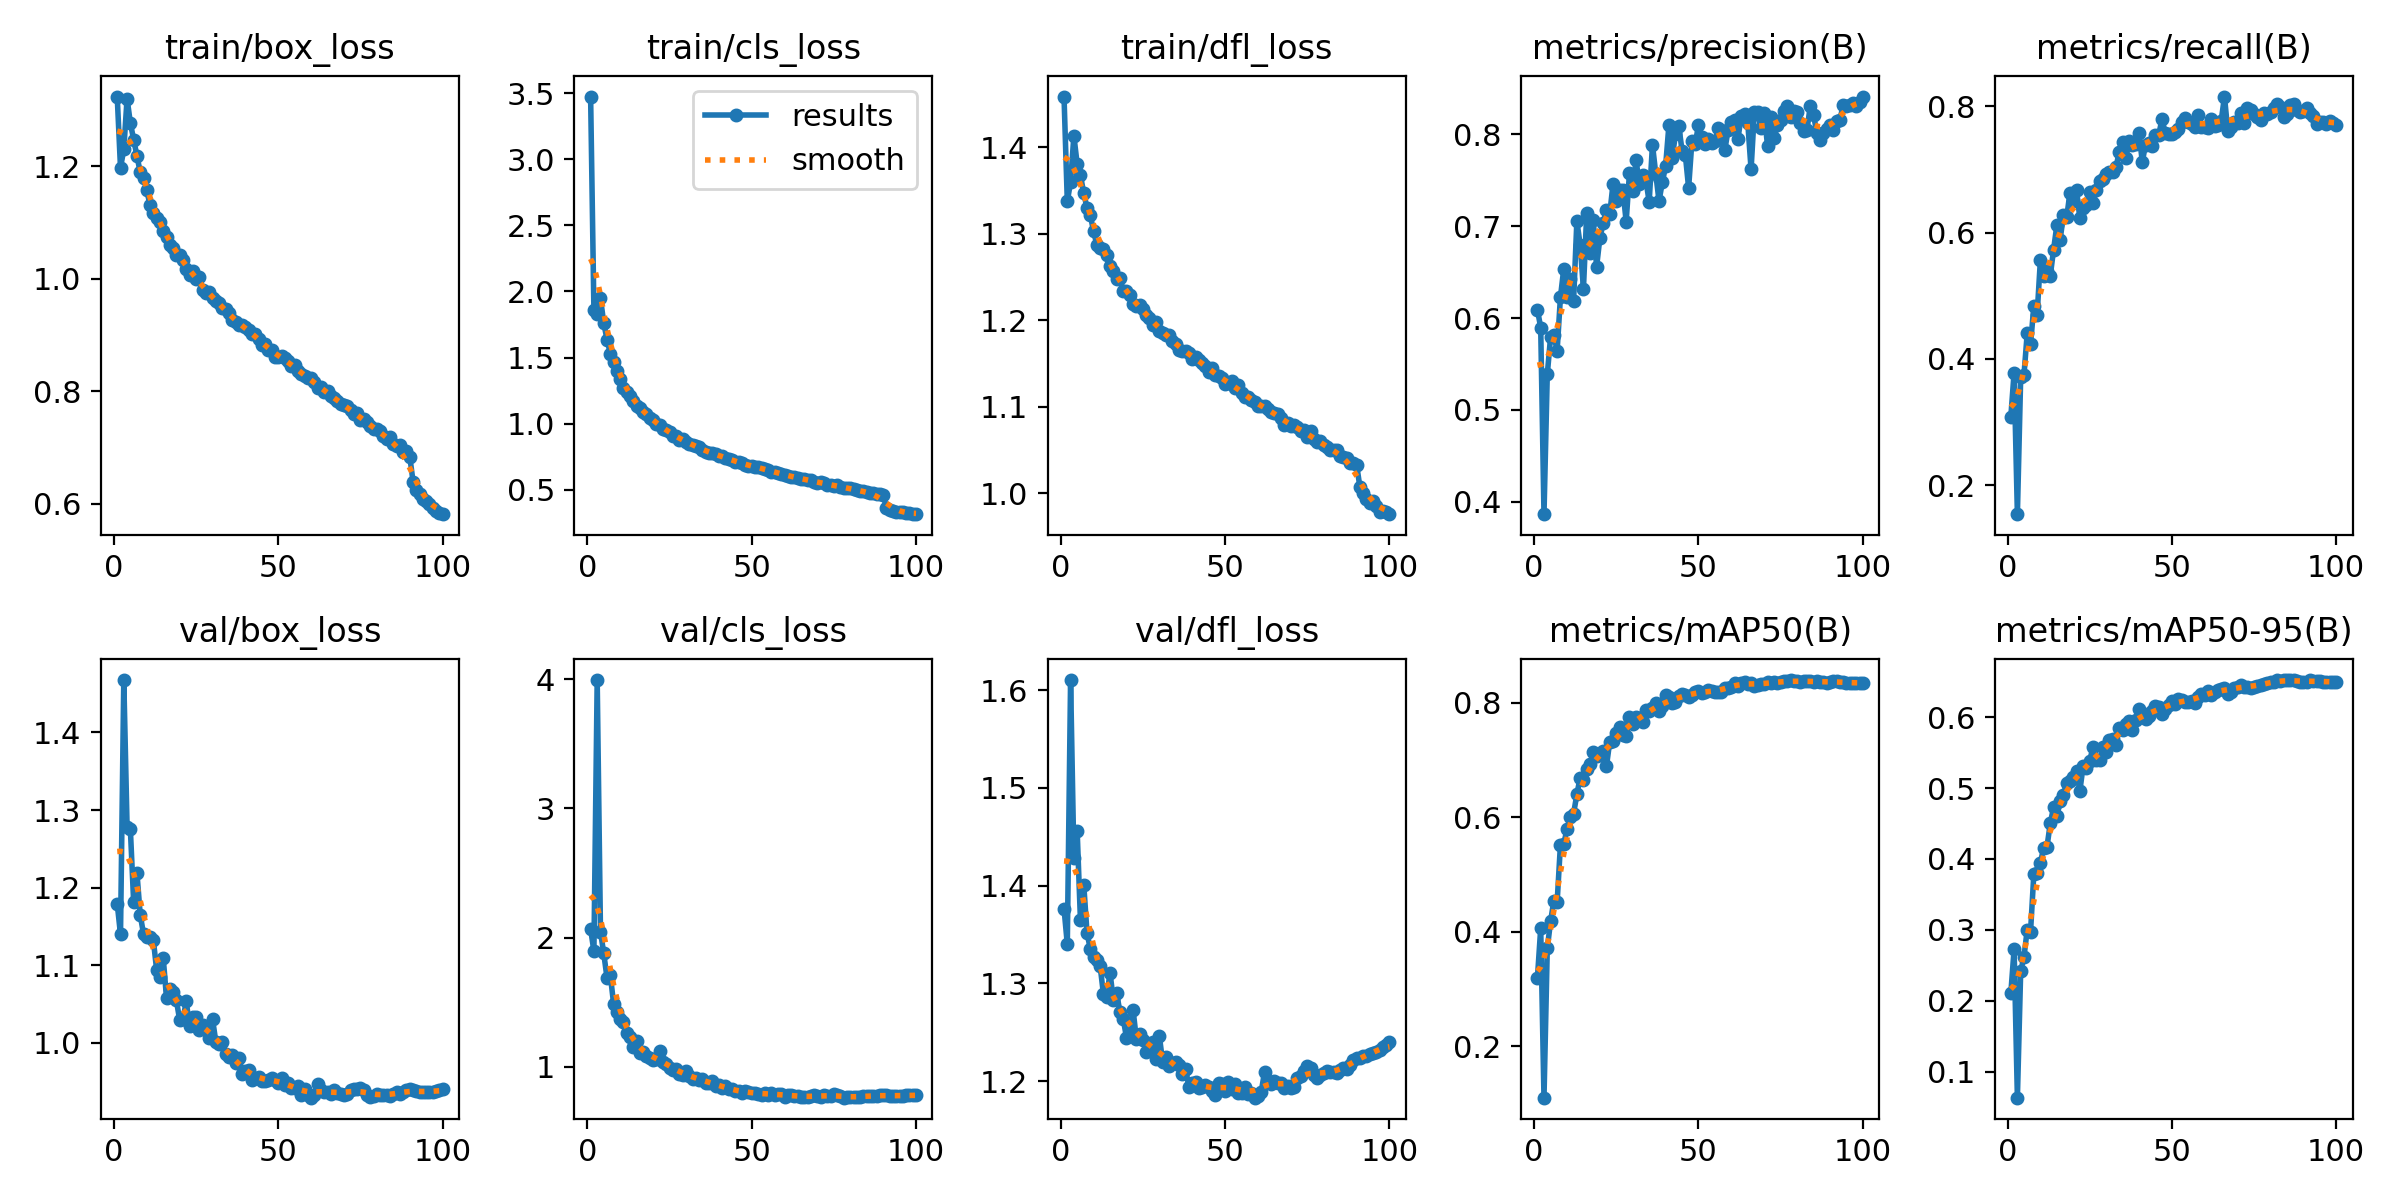 train/box_loss
1.2
1.0
0.8
0.6
0 50 100
train/cls_loss
results
smooth
3.5
3.0
2.5
2.0
1.5
1.0
0.5
0 50 100
train/dfl_loss
1.4
1.3
1.2
1.1
1.0
0 50 100
metrics/precision(B)
0.8
0.7
0.6
0.5
0.4
0 50 100
metrics/recall(B)
0.8
0.6
0.4
0.2
0 50 100
val/box_loss
1.4
1.3
1.2
1.1
1.0
0 50 100
val/cls_loss
4
3
2
1
0 50 100
val/dfl_loss
1.6
1.5
1.4
1.3
1.2
0 50 100
metrics/mAP50(B)
0.8
0.6
0.4
0.2
0 50 100
metrics/mAP50-95(B)
0.6
0.5
0.4
0.3
0.2
0.1
0 50 100